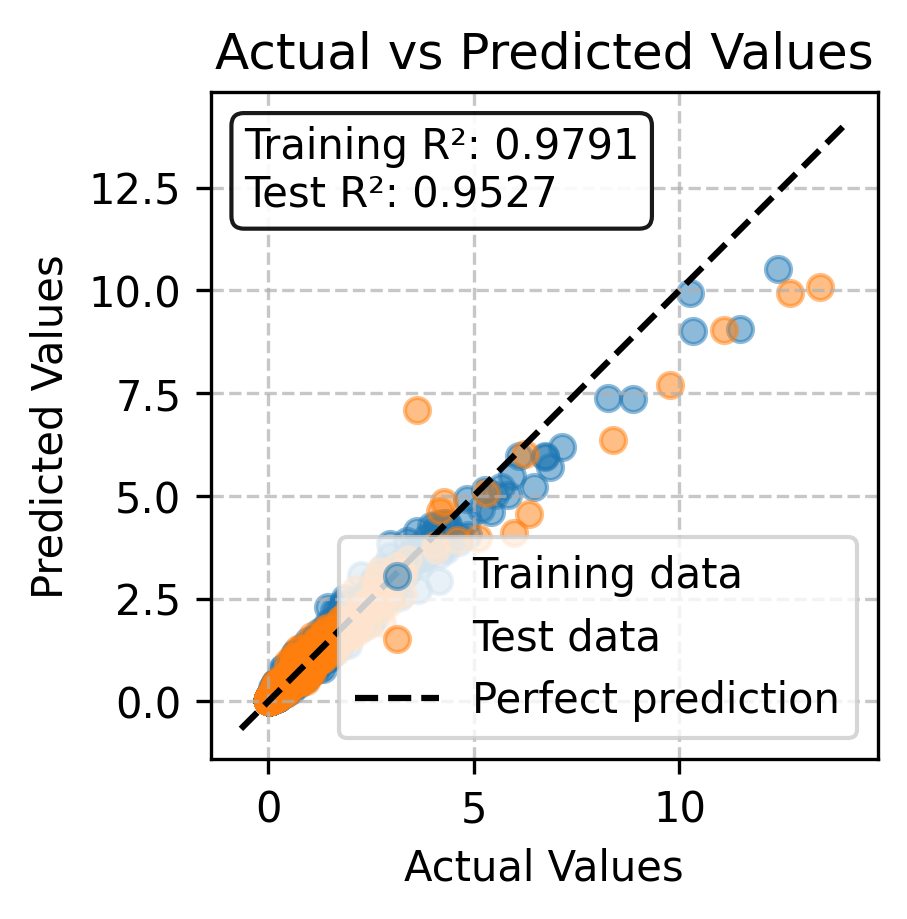 Actual vs Predicted Values
Training R²: 0.9791
Test R²: 0.9527
12.5
10.0
7.5
5.0
2.5
0.0
Predicted Values
Training data
Test data
Perfect prediction
0
5
10
Actual Values